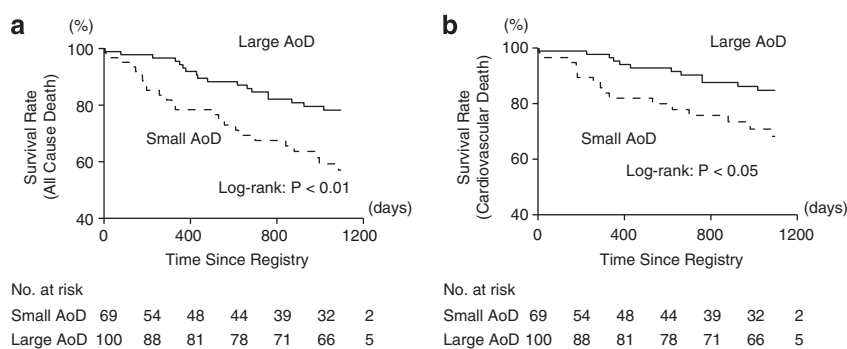 a
(%)
100
80
60
40
Survival Rate
(All Cause Death)
Large AoD
Small AoD
Log-rank: P < 0.01
(days)
0 400 800 1200
Time Since Registry
No. at risk
Small AoD 69 54 48 44 39 32 2
Large AoD 100 88 81 78 71 66 5
b
(%)
100
80
60
40
Survival Rate
(Cardiovascular Death)
Large AoD
Small AoD
Log-rank: P < 0.05
(days)
0 400 800 1200
Time Since Registry
No. at risk
Small AoD 69 54 48 44 39 32 2
Large AoD 100 88 81 78 71 66 5